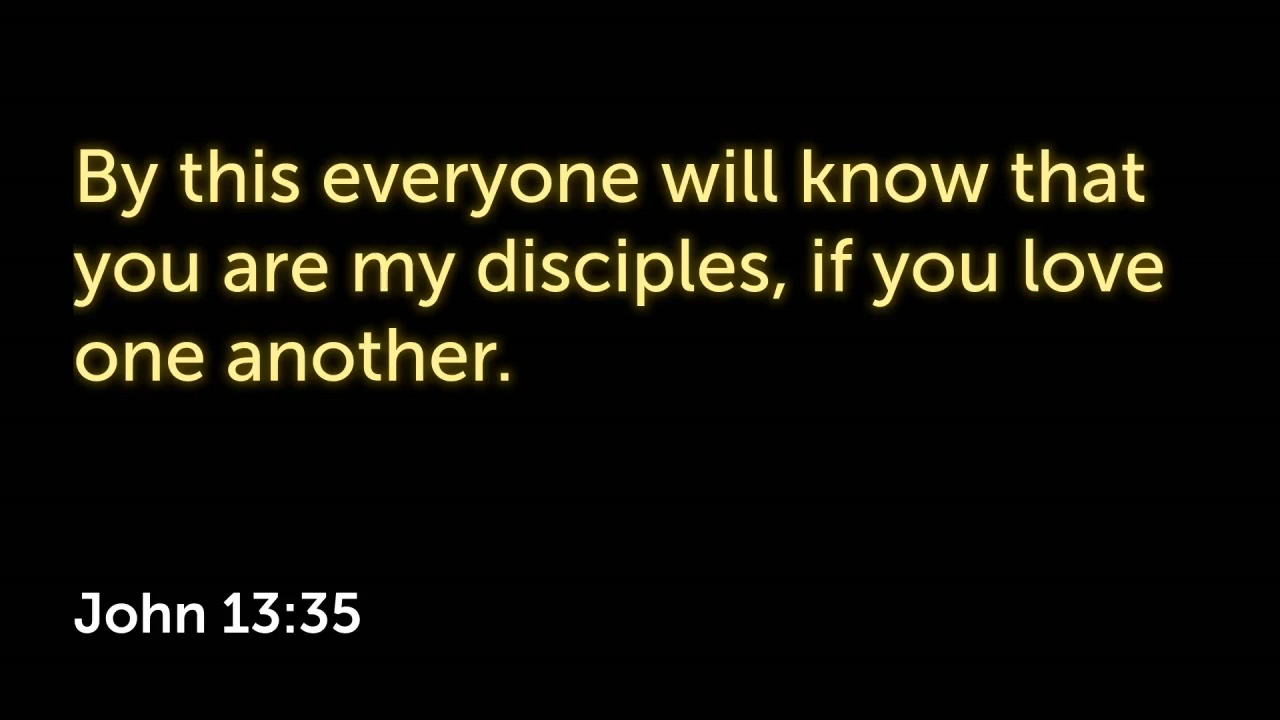 By this everyone will know that
you are my disciples, if you love
one another.
John 13:35